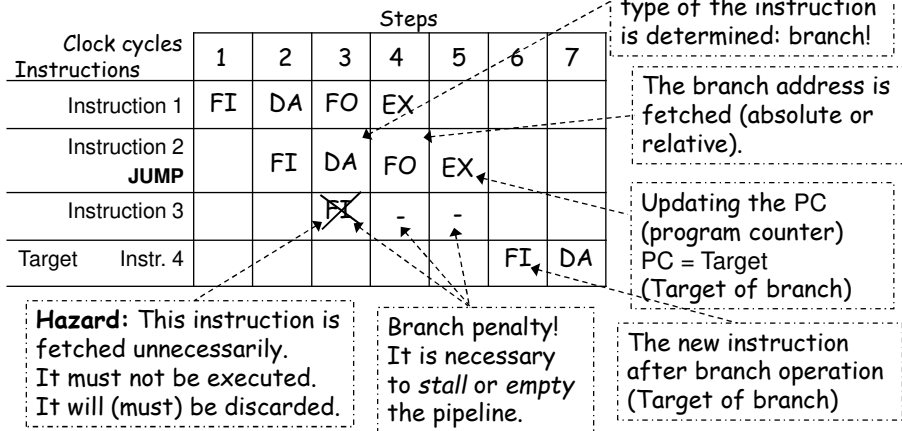 Steps
type of the instruction
is determined: branch!
Clock cycles
Instructions
1 2 3 4 5 6 7
Instruction 1 FI DA FO EX
The branch address is
fetched (absolute or
relative).
Instruction 2
JUMP
FI DA FO EX
Instruction 3 FI - -
Updating the PC
(program counter)
PC = Target
(Target of branch)
Target Instr. 4 FI DA
Hazard: This instruction is
fetched unnecessarily.
It must not be executed.
It will (must) be discarded.
Branch penalty!
It is necessary
to stall or empty
the pipeline.
The new instruction
after branch operation
(Target of branch)